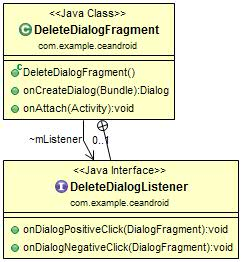 <<Java Class>>
DeleteDialogFragment
com.example.ceandroid
DeleteDialogFragment()
onCreateDialog(Bundle):Dialog
onAttach(Activity):void
~mListener
0..1
<<Java Interface>>
DeleteDialogListener
com.example.ceandroid
onDialogPositiveClick(DialogFragment):void
onDialogNegativeClick(DialogFragment):void